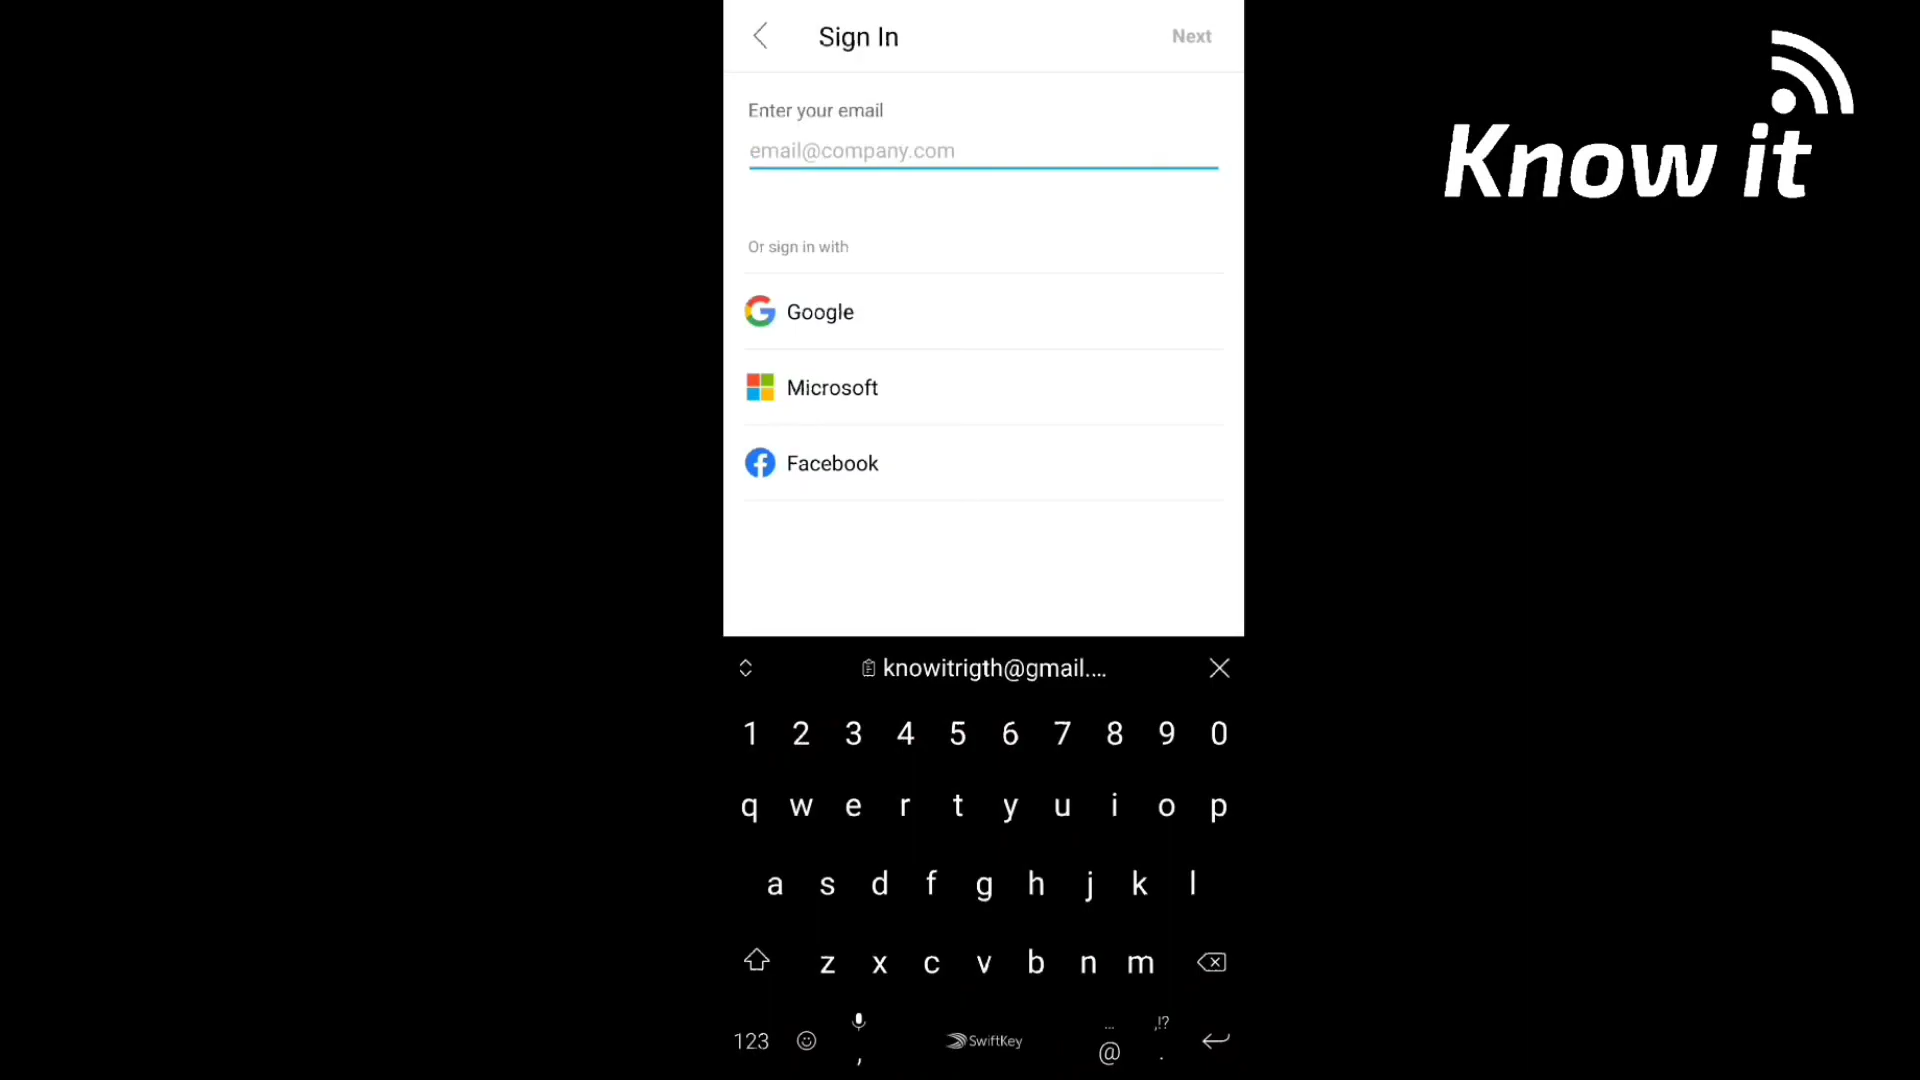 Sign In Next
Know it
Enter your email
email@company.com
Or sign in with
Google
Microsoft
Facebook
knowitrigth@gmail....
1 2 3 4 5 6 7 8 9 0
q w e r t y u i o p
a s d f g h j k l
z x c v b n m
123 , SwiftKey ... @ ,!? .